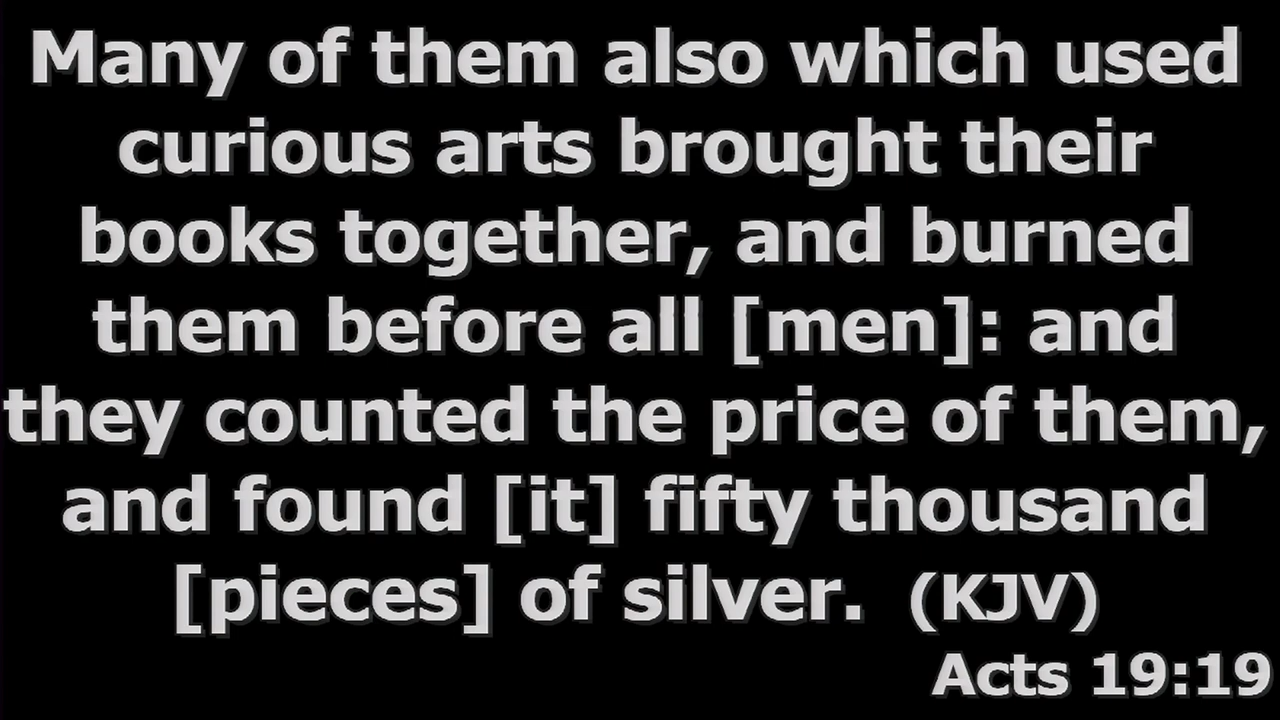 Many of them also which used
curious arts brought their
books together, and burned
them before all [men]: and
they counted the price of them,
and found [it] fifty thousand
[pieces] of silver. (KJV)
Acts 19:19